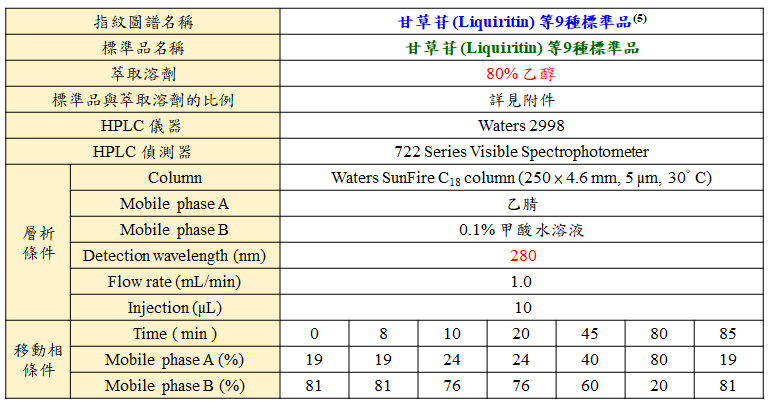 指紋圖譜名稱 甘草苷 (Liquiritin) 等9種標準品(5)
標準品名稱 甘草苷 (Liquiritin) 等9種標準品
萃取溶劑 80% 乙醇
標準品與萃取溶劑的比例 詳見附件
HPLC 儀器 Waters 2998
HPLC 偵測器 722 Series Visible Spectrophotometer
層析條件 Column Waters SunFire C18 column (250 × 4.6 mm, 5 μm, 30° C)
Mobile phase A 乙腈
Mobile phase B 0.1% 甲酸水溶液
Detection wavelength (nm) 280
Flow rate (mL/min) 1.0
Injection (μL) 10
移動相條件 Time ( min ) 0 8 10 20 45 80 85
Mobile phase A (%) 19 19 24 24 40 80 19
Mobile phase B (%) 81 81 76 76 60 20 81